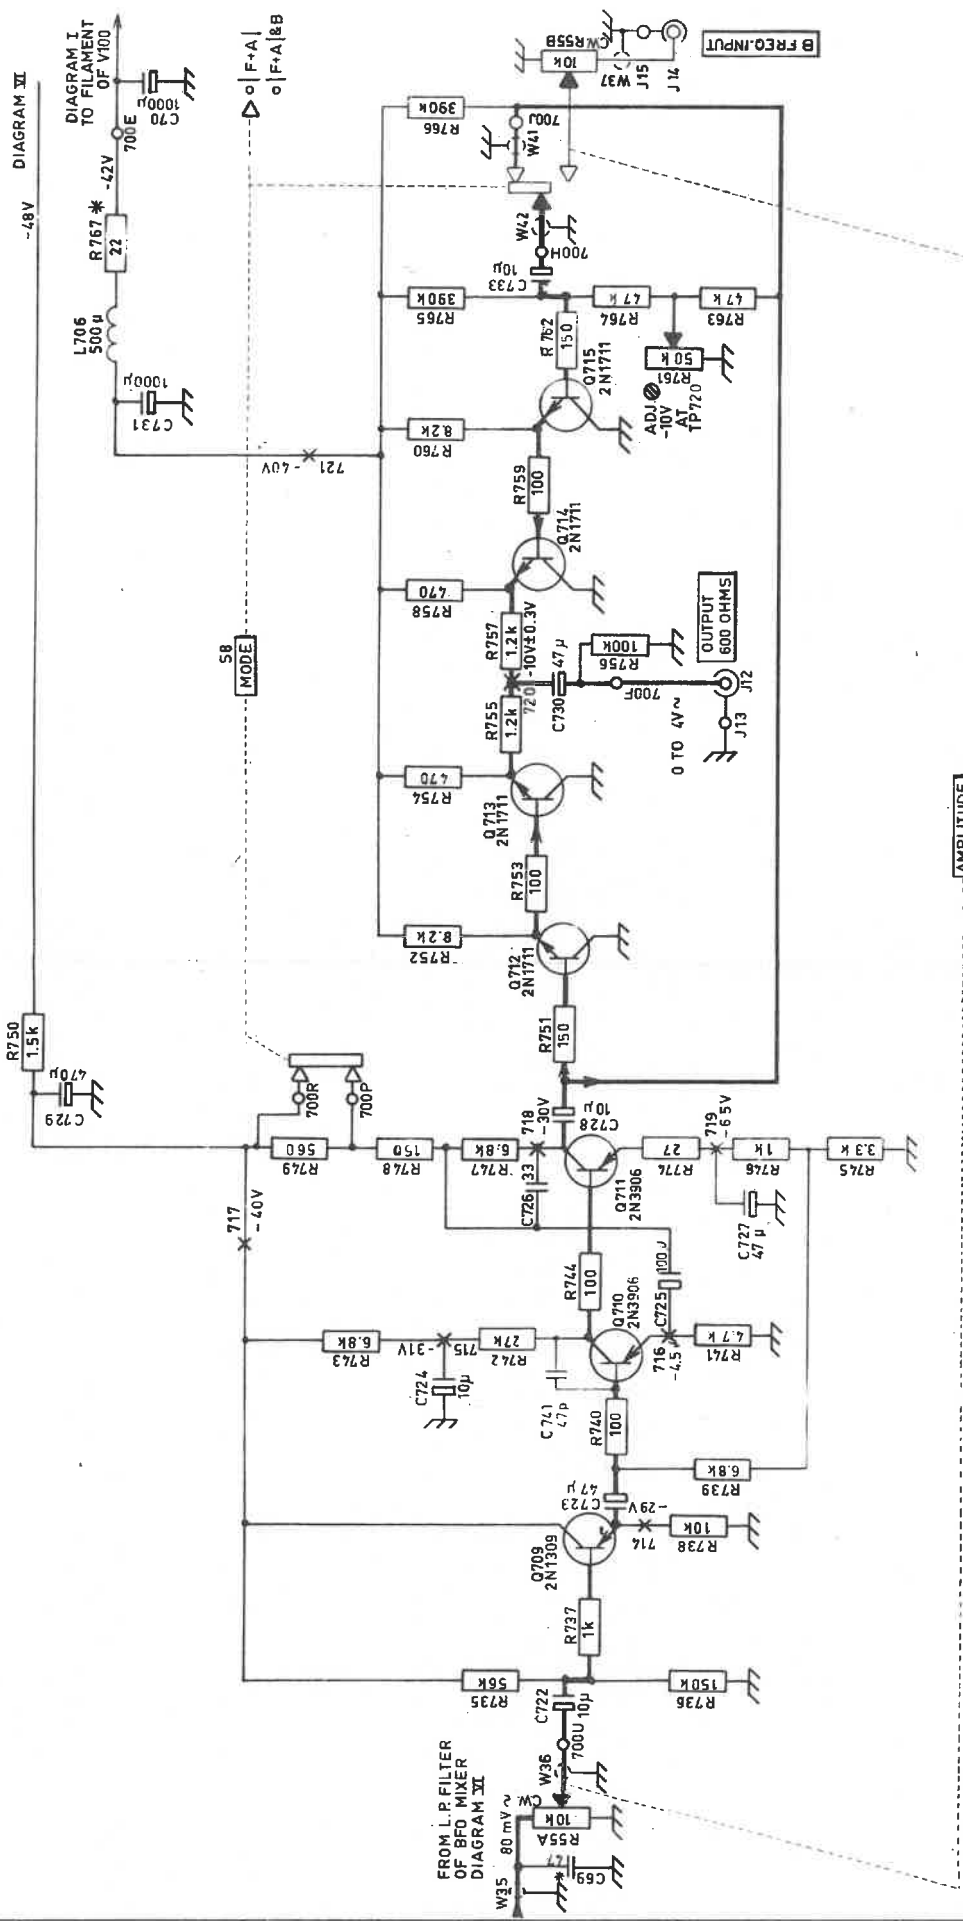 DIAGRAM VI
-48V
DIAGRAM I
TO FILAMENT
OF V100
C70
1000µ
700E
-42V
R767 *
22
L706
500 µ
C731
1000µ
|F+A|
|F+A|&B
B FREQ.INPUT
J14
J15
W37
CW R55B
10k
R766
390k
700J
W41
W42
700H
C733
10µ
R765
390k
R764
47k
R763
47k
R762
150
R761
50k
ADJ.
-10V
AT
TP720
Q715
2N1711
R760
8.2k
R759
100
721
-40V
Q714
2N1711
R758
470
R757
1.2k
720
-10V±0.3V
C730
47 µ
R756
100k
700F
OUTPUT
600 OHMS
J12
J13
0 TO 4V~
S8
MODE
R755
1.2k
R754
470
Q713
2N1711
R753
100
R752
8.2k
Q712
2N1711
R751
150
AMPLITUDE
R750
1.5k
C729
470µ
700R
700P
R749
560
R748
150
R747
6.8k
718
-30V
C728
10µ
C726
33
Q711
2N3906
R774
27
719
-6.5V
R746
1k
R745
3.3k
C727
47 µ
717
-40V
R744
100
R743
6.8k
-31V
715
R742
27k
C724
10µ
C741
47p
Q710
2N3906
C725
716
-4.5
R741
4.7k
R740
100
R739
6.8k
C723
47µ
-29V
714
R738
10k
Q709
2N1309
R737
1k
R735
56k
R736
150k
C722
10µ
700U
W36
CW
R55A
10k
80 mV ~
FROM L.P. FILTER
OF BFO MIXER
DIAGRAM VI
W35
C69
47
*